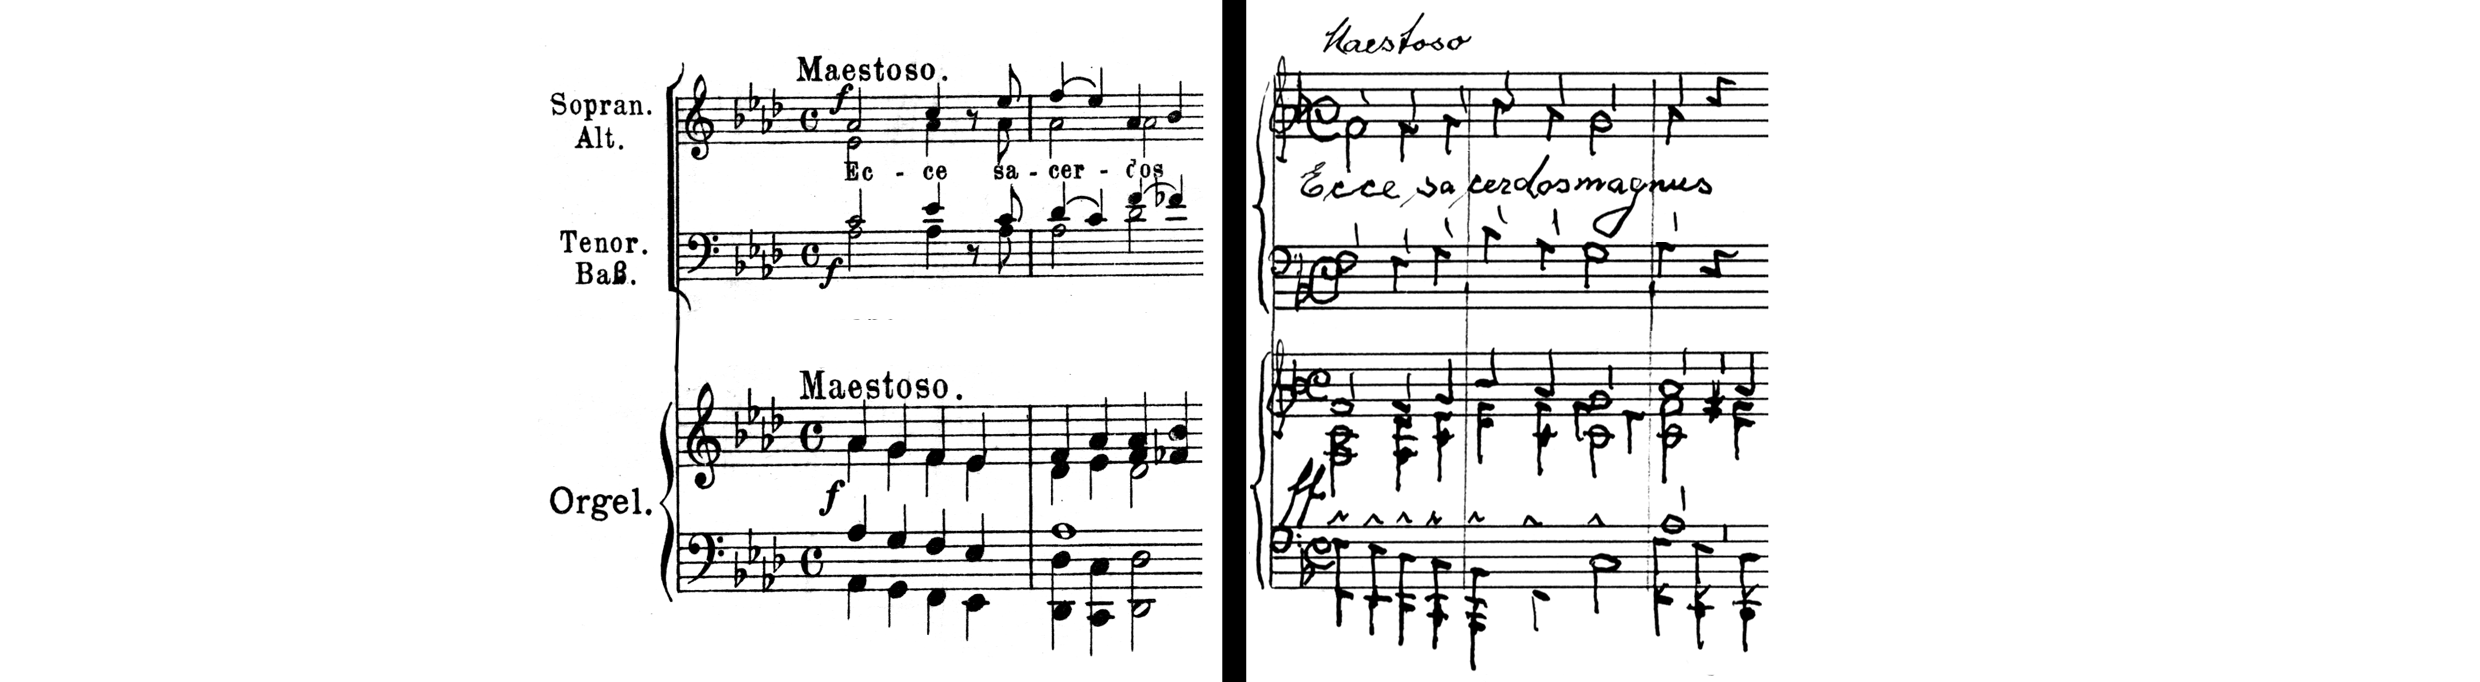 Maestoso.
f
Sopran.
Alt.
Ec - ce sa - cer - dos
Tenor.
Baß.
f
Maestoso.
f
Orgel.
Maestoso
Ecce sacerdos magnus
ff